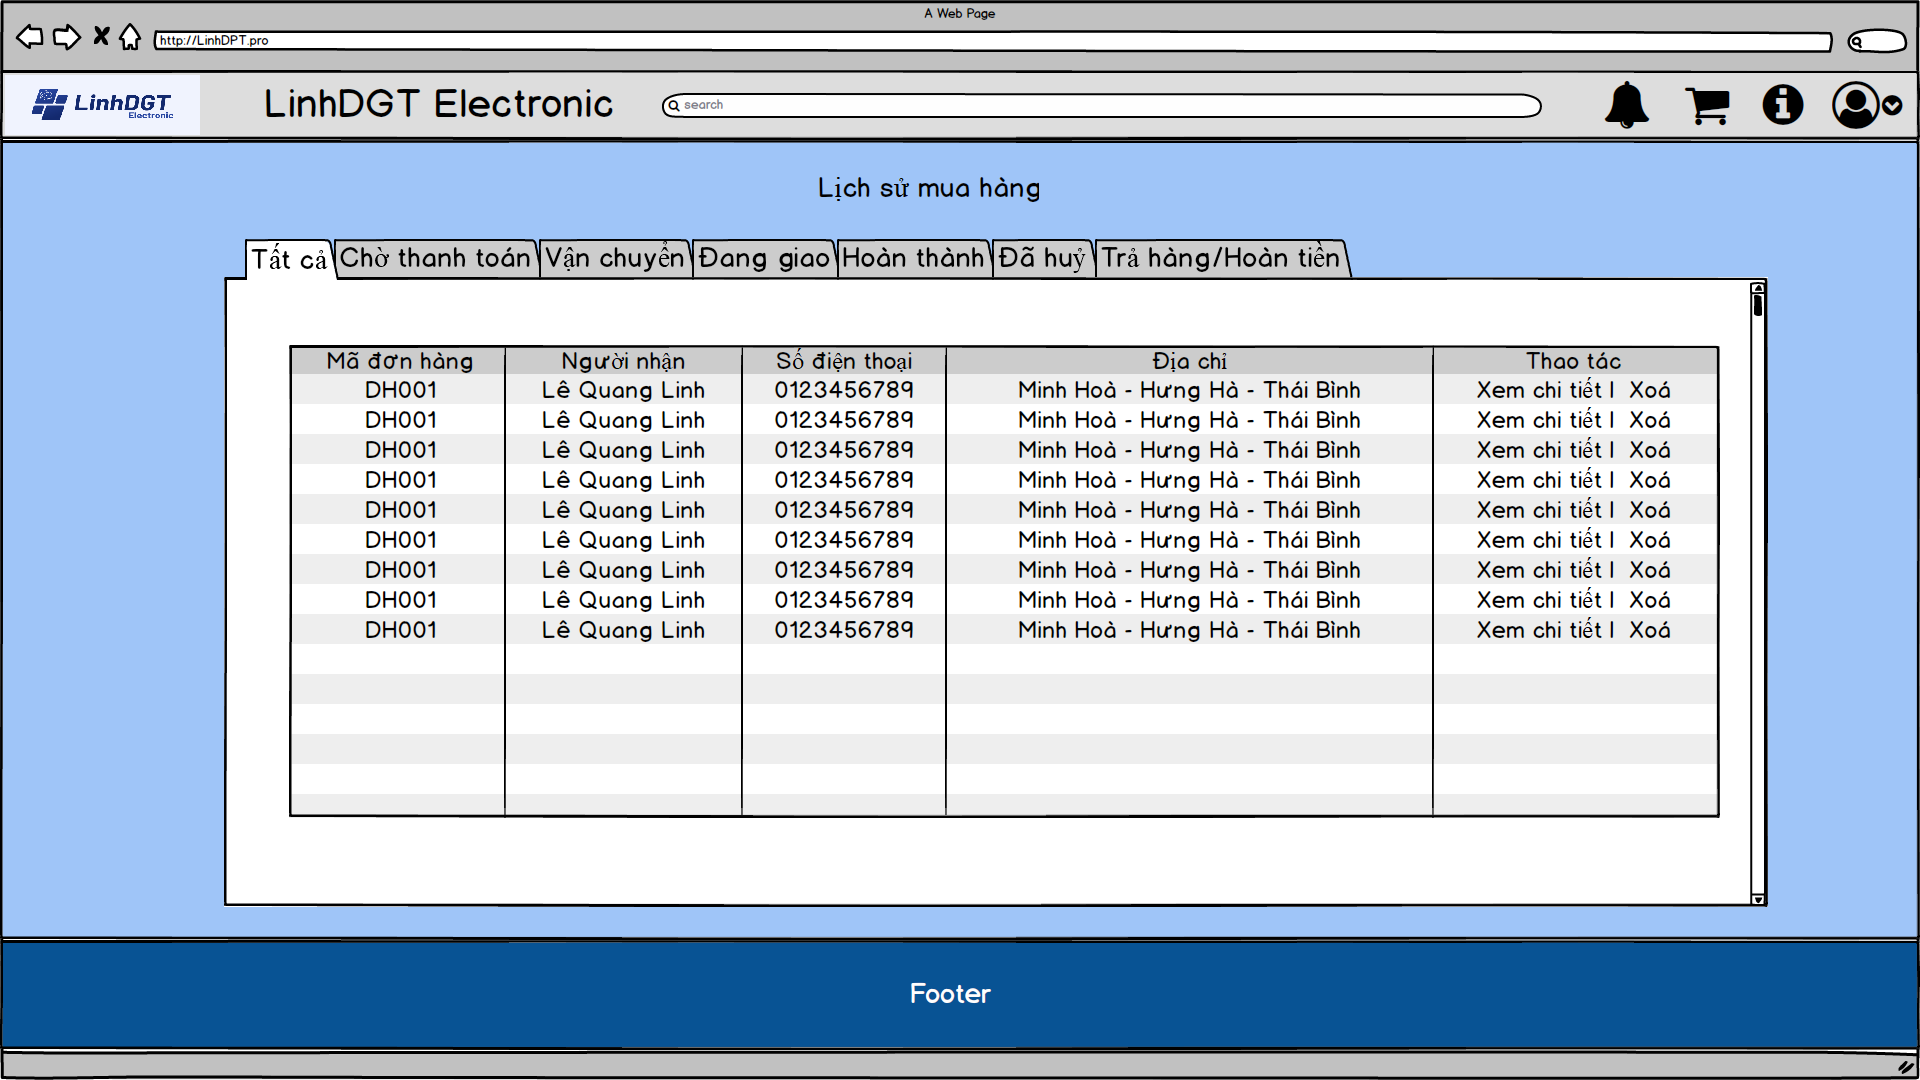 A Web Page
http://LinhDPT.pro
LinhDGT
Electronic
LinhDGT Electronic
search
Lịch sử mua hàng
Tất cả Chờ thanh toán Vận chuyển Đang giao Hoàn thành Đã huỷ Trả hàng/Hoàn tiền
Mã đơn hàng Người nhận Số điện thoại Địa chỉ Thao tác
DH001 Lê Quang Linh 0123456789 Minh Hoà - Hưng Hà - Thái Bình Xem chi tiết | Xoá
DH001 Lê Quang Linh 0123456789 Minh Hoà - Hưng Hà - Thái Bình Xem chi tiết | Xoá
DH001 Lê Quang Linh 0123456789 Minh Hoà - Hưng Hà - Thái Bình Xem chi tiết | Xoá
DH001 Lê Quang Linh 0123456789 Minh Hoà - Hưng Hà - Thái Bình Xem chi tiết | Xoá
DH001 Lê Quang Linh 0123456789 Minh Hoà - Hưng Hà - Thái Bình Xem chi tiết | Xoá
DH001 Lê Quang Linh 0123456789 Minh Hoà - Hưng Hà - Thái Bình Xem chi tiết | Xoá
DH001 Lê Quang Linh 0123456789 Minh Hoà - Hưng Hà - Thái Bình Xem chi tiết | Xoá
DH001 Lê Quang Linh 0123456789 Minh Hoà - Hưng Hà - Thái Bình Xem chi tiết | Xoá
DH001 Lê Quang Linh 0123456789 Minh Hoà - Hưng Hà - Thái Bình Xem chi tiết | Xoá
Footer